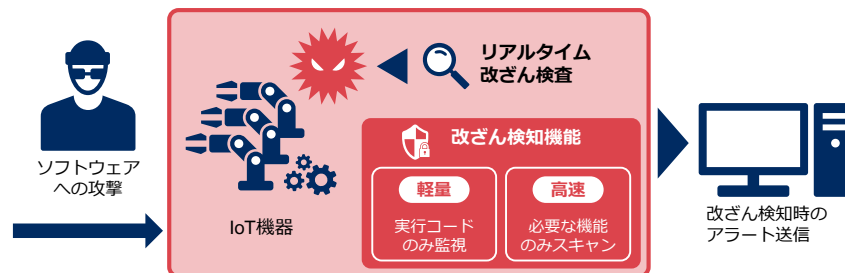 ソフトウェア
への攻撃
IoT機器
リアルタイム
改ざん検査
改ざん検知機能
軽量
実行コード
のみ監視
高速
必要な機能
のみスキャン
改ざん検知時の
アラート送信